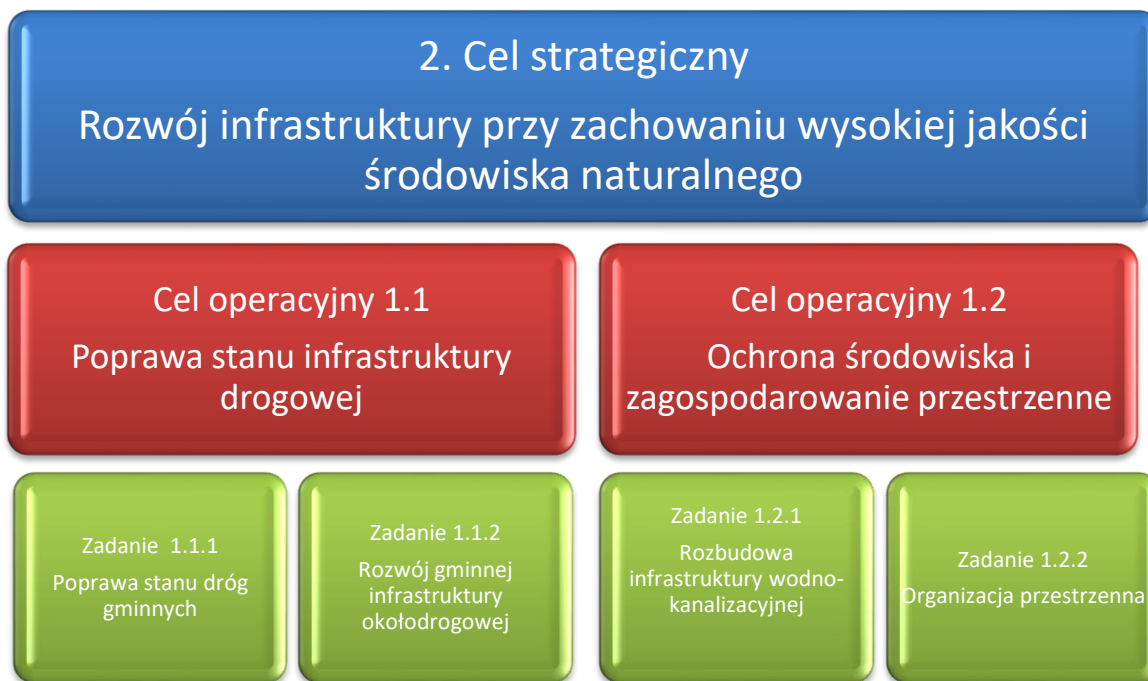 2. Cel strategiczny
Rozwój infrastruktury przy zachowaniu wysokiej jakości
środowiska naturalnego
Cel operacyjny 1.1
Poprawa stanu infrastruktury
drogowej
Cel operacyjny 1.2
Ochrona środowiska i
zagospodarowanie przestrzenne
Zadanie 1.1.1
Poprawa stanu dróg
gminnych
Zadanie 1.1.2
Rozwój gminnej
infrastruktury
okołodrogowej
Zadanie 1.2.1
Rozbudowa
infrastruktury wodno-
kanalizacyjnej
Zadanie 1.2.2
Organizacja przestrzenna